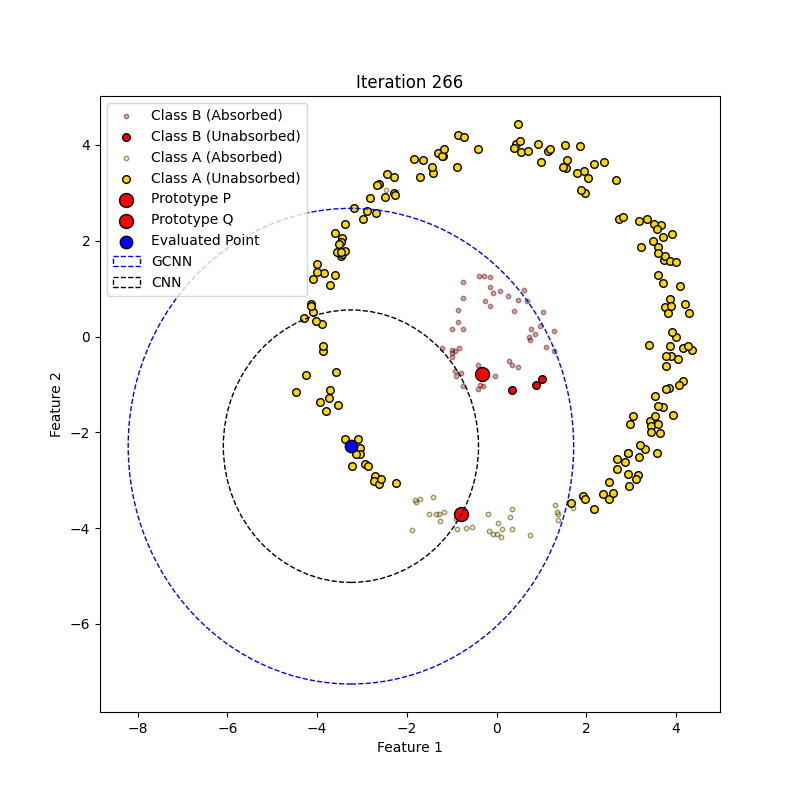 Iteration 266
Class B (Absorbed)
Class B (Unabsorbed)
Class A (Absorbed)
Class A (Unabsorbed)
Prototype P
Prototype Q
Evaluated Point
GCNN
CNN
4
2
0
−2
−4
−6
Feature 2
−8 −6 −4 −2 0 2 4
Feature 1